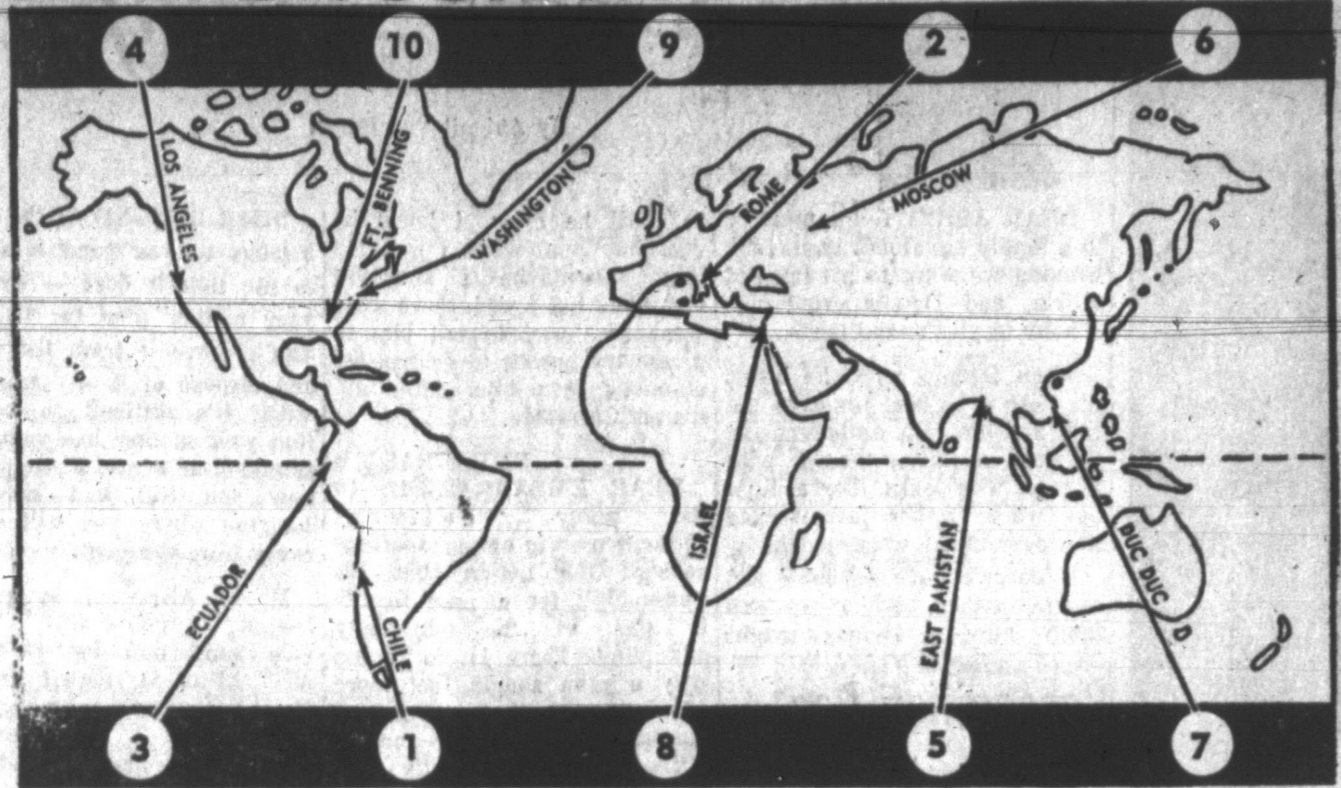 4
10
9
2
6
LOS ANGELES
FT. BENNING
WASHINGTON
ROME
MOSCOW
ECUADOR
CHILE
ISRAEL
EAST PAKISTAN
DUC DUC
3
1
8
5
7